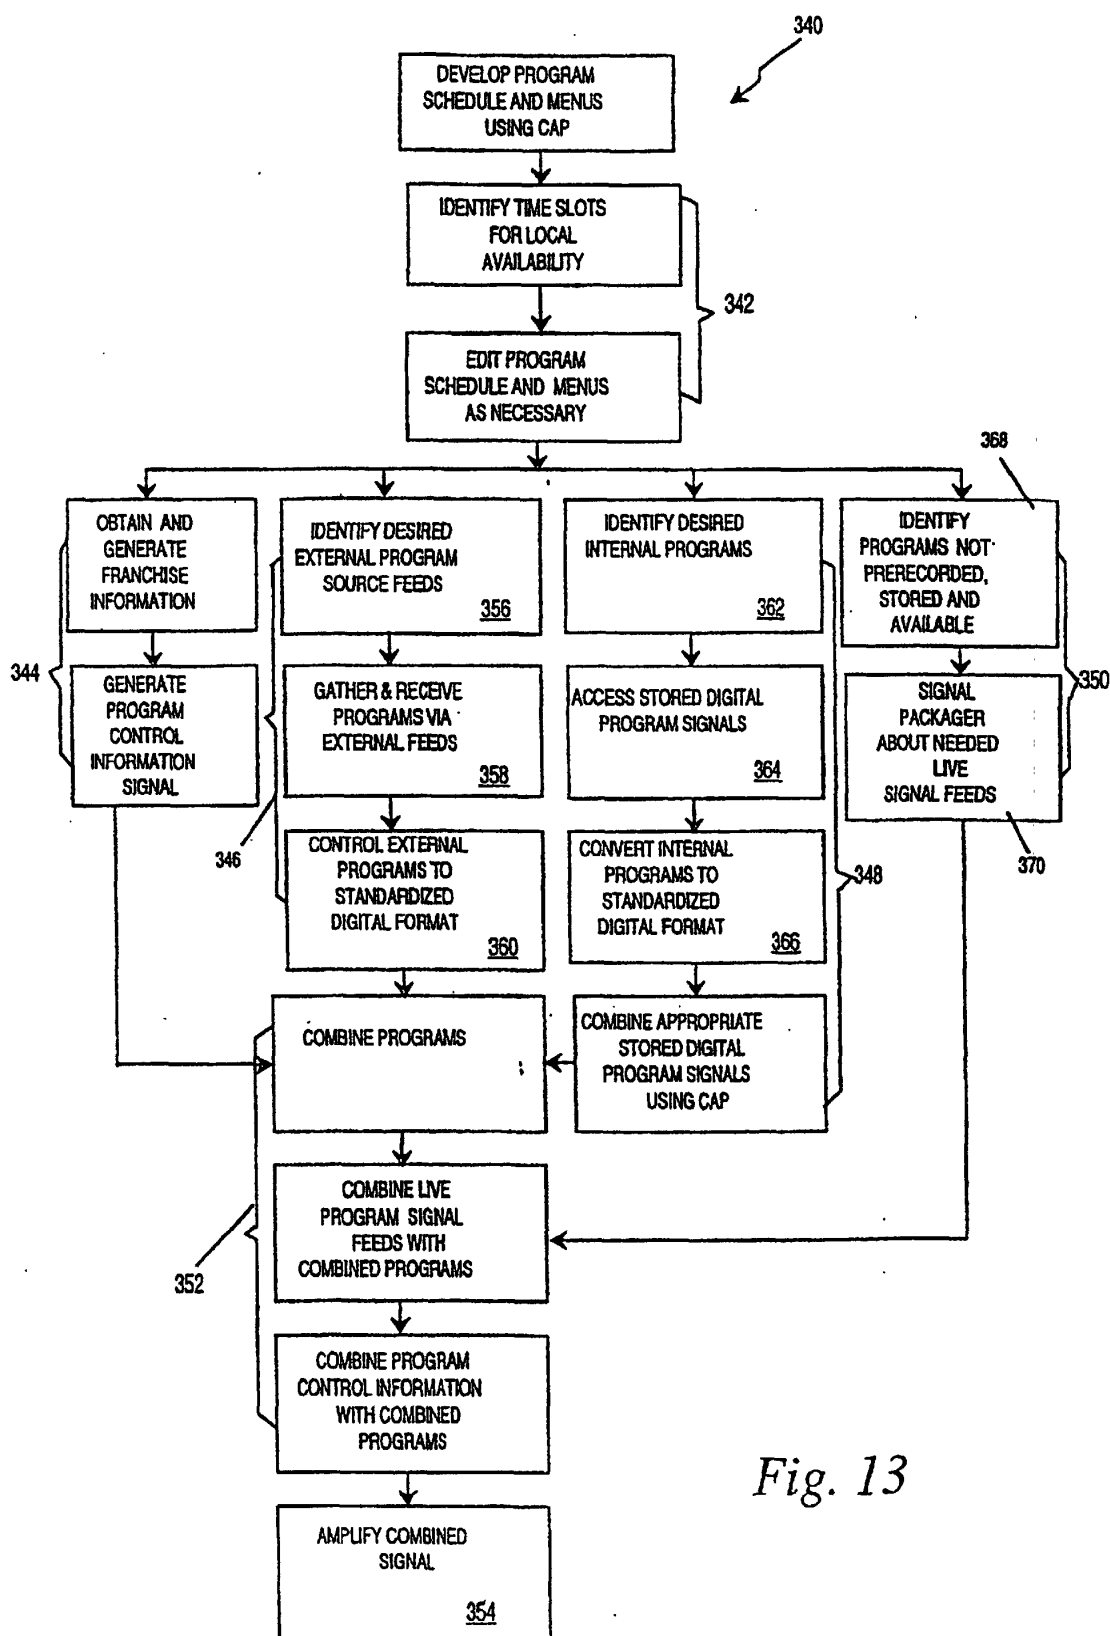 340
DEVELOP PROGRAM
SCHEDULE AND MENUS
USING CAP
IDENTIFY TIME SLOTS
FOR LOCAL
AVAILABILITY
342
EDIT PROGRAM
SCHEDULE AND MENUS
AS NECESSARY
368
OBTAIN AND
GENERATE
FRANCHISE
INFORMATION
IDENTIFY DESIRED
EXTERNAL PROGRAM
SOURCE FEEDS
356
IDENTIFY DESIRED
INTERNAL PROGRAMS
362
IDENTIFY
PROGRAMS NOT
PRERECORDED,
STORED AND
AVAILABLE
344
350
GENERATE
PROGRAM
CONTROL
INFORMATION
SIGNAL
GATHER & RECEIVE
PROGRAMS VIA
EXTERNAL FEEDS
358
ACCESS STORED DIGITAL
PROGRAM SIGNALS
364
SIGNAL
PACKAGER
ABOUT NEEDED
LIVE
SIGNAL FEEDS
346
CONTROL EXTERNAL
PROGRAMS TO
STANDARDIZED
DIGITAL FORMAT
360
CONVERT INTERNAL
PROGRAMS TO
STANDARDIZED
DIGITAL FORMAT
366
348
370
COMBINE PROGRAMS
COMBINE APPROPRIATE
STORED DIGITAL
PROGRAM SIGNALS
USING CAP
COMBINE LIVE
PROGRAM SIGNAL
FEEDS WITH
COMBINED PROGRAMS
352
COMBINE PROGRAM
CONTROL INFORMATION
WITH COMBINED
PROGRAMS
Fig. 13
AMPLIFY COMBINED
SIGNAL
354